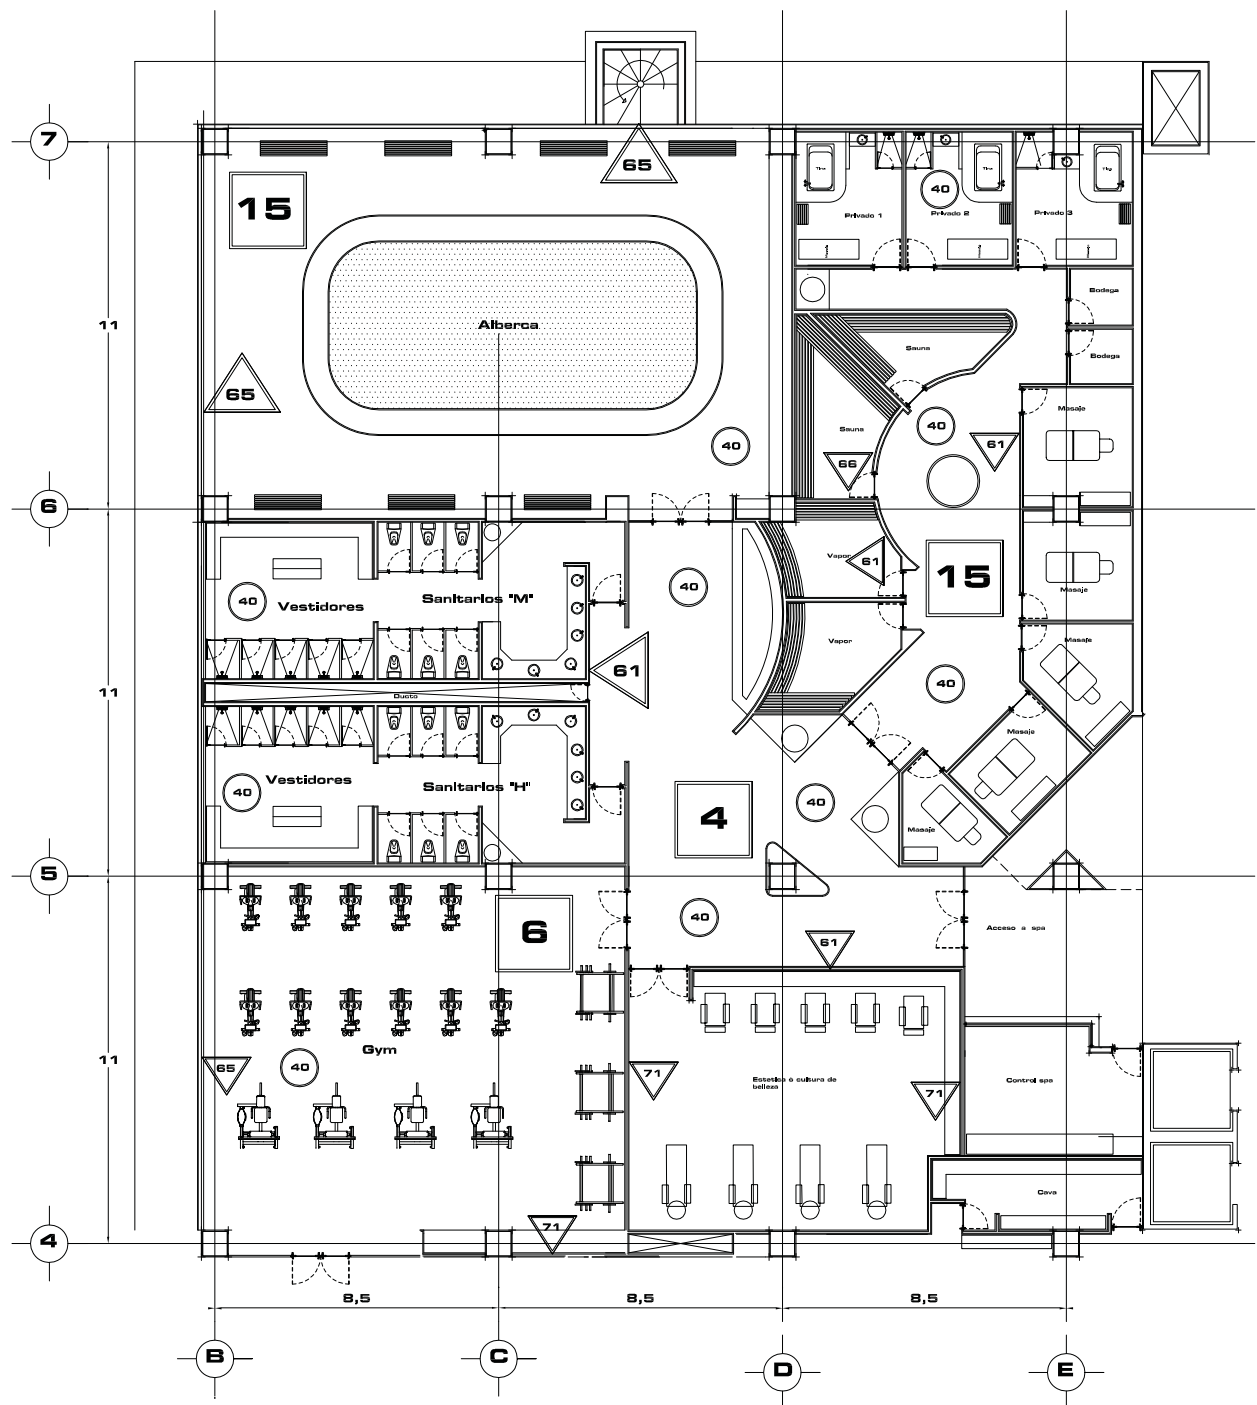 7
65
15
40
Tina
Tina
Tina
Privado 1
Privado 2
Privado 3
Bodega
11
Alberca
Sauna
Bodega
65
Masaje
40
40
61
Sauna
66
6
Vapor
61
15
Masaje
40
Vestidores
Sanitarios "M"
40
Vapor
Masaje
61
40
11
Ducto
Masaje
Vestidores
Sanitarios "H"
40
40
4
Masaje
5
6
40
Acceso a spa
61
Gym
11
65
40
71
Estetica o cultura de
belleza
71
Control spa
Cava
71
4
8,5
8,5
8,5
B
C
D
E